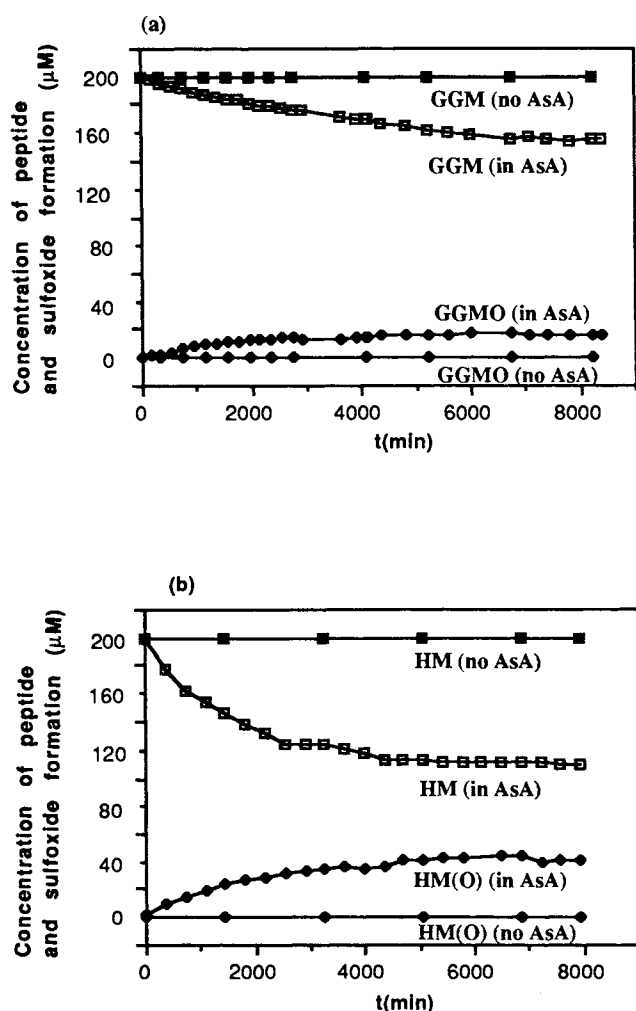 (a)
Concentration of peptide
and sulfoxide formation (µM)
200
160
120
80
40
0
GGM (no AsA)
GGM (in AsA)
GGMO (in AsA)
GGMO (no AsA)
0 2000 4000 6000 8000
t(min)
(b)
Concentration of peptide
and sulfoxide formation (µM)
200
160
120
80
40
0
HM (no AsA)
HM (in AsA)
HM(O) (in AsA)
HM(O) (no AsA)
0 2000 4000 6000 8000
t(min)